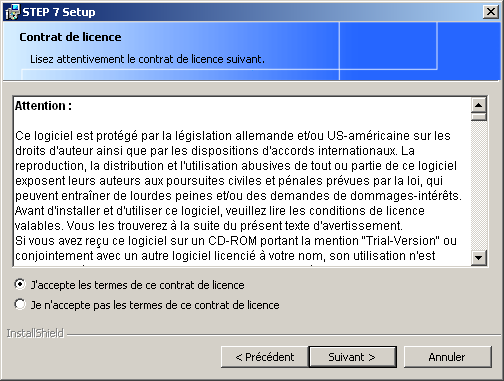 STEP 7 Setup
Contrat de licence
Lisez attentivement le contrat de licence suivant.
Attention :
Ce logiciel est protégé par la législation allemande et/ou US-américaine sur les
droits d'auteur ainsi que par les dispositions d'accords internationaux. La
reproduction, la distribution et l'utilisation abusives de tout ou partie de ce logiciel
exposent leurs auteurs aux poursuites civiles et pénales prévues par la loi, qui
peuvent entraîner de lourdes peines et/ou des demandes de dommages-intérêts.
Avant d'installer et d'utiliser ce logiciel, veuillez lire les conditions de licence
valables. Vous les trouverez à la suite du présent texte d'avertissement.
Si vous avez reçu ce logiciel sur un CD-ROM portant la mention "Trial-Version" ou
conjointement avec un autre logiciel licencié à votre nom, son utilisation n'est
J'accepte les termes de ce contrat de licence
Je n'accepte pas les termes de ce contrat de licence
InstallShield
< Précédent
Suivant >
Annuler